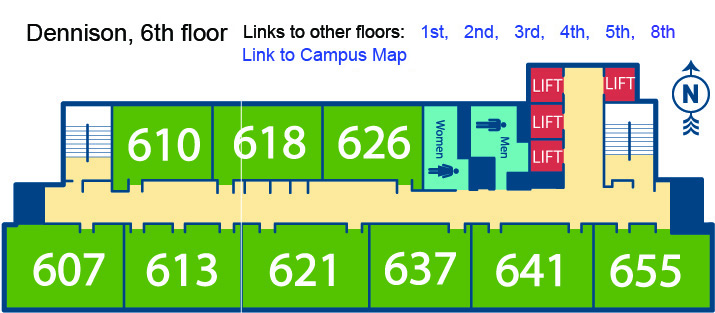 Dennison, 6th floor Links to other floors: 1st, 2nd, 3rd, 4th, 5th, 8th
Link to Campus Map
LIFT LIFT
N
LIFT
610 618 626 Women Men
LIFT
607 613 621 637 641 655